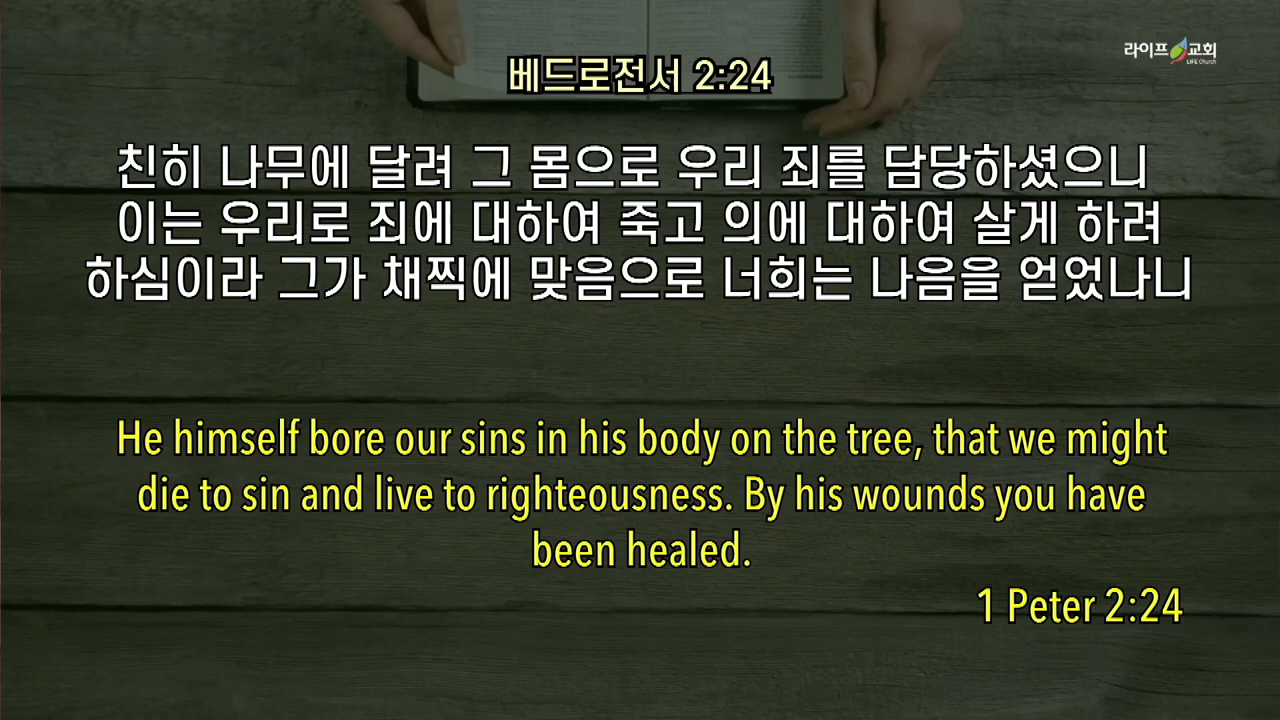 라이프교회
LIFE Church
베드로전서 2:24
친히 나무에 달려 그 몸으로 우리 죄를 담당하셨으니
이는 우리로 죄에 대하여 죽고 의에 대하여 살게 하려
하심이라 그가 채찍에 맞음으로 너희는 나음을 얻었나니
He himself bore our sins in his body on the tree, that we might
die to sin and live to righteousness. By his wounds you have
been healed.
1 Peter 2:24